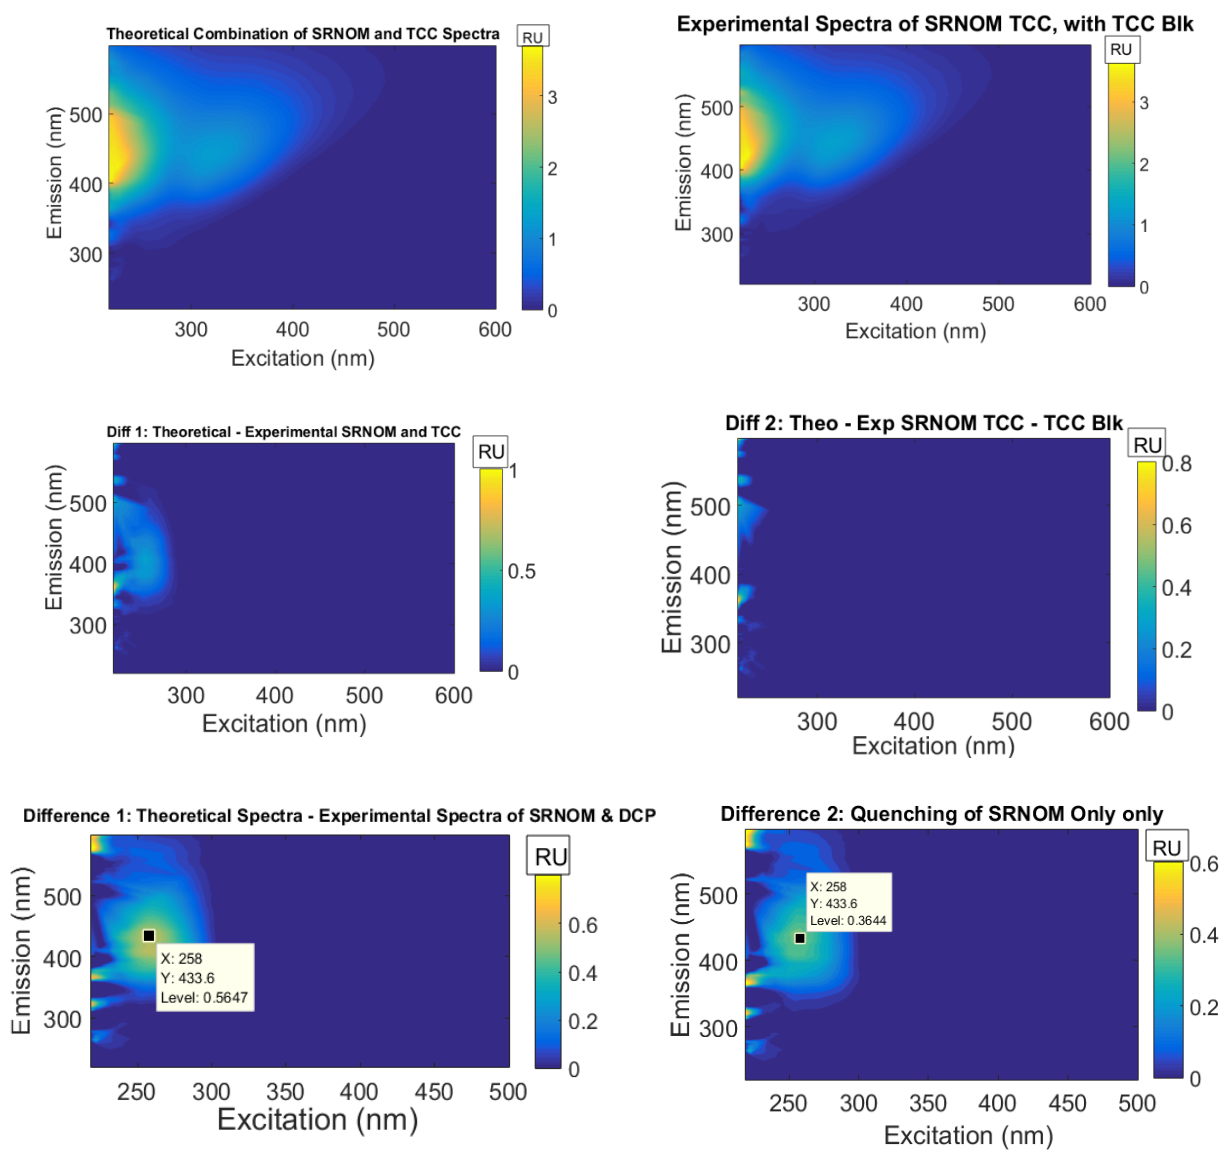 Theoretical Combination of SRNOM and TCC Spectra
RU
Emission (nm)
500
400
300
300
400
500
600
Excitation (nm)
3
2
1
0
Experimental Spectra of SRNOM TCC, with TCC Blk
RU
Emission (nm)
500
400
300
300
400
500
600
Excitation (nm)
3
2
1
0
Diff 1: Theoretical - Experimental SRNOM and TCC
RU
Emission (nm)
500
400
300
300
400
500
600
Excitation (nm)
1
0.5
0
Diff 2: Theo - Exp SRNOM TCC - TCC Blk
RU
Emission (nm)
500
400
300
300
400
500
600
Excitation (nm)
0.8
0.6
0.4
0.2
0
Difference 1: Theoretical Spectra - Experimental Spectra of SRNOM & DCP
RU
Emission (nm)
500
400
300
X: 258
Y: 433.6
Level: 0.5647
250
300
350
400
450
500
Excitation (nm)
0.6
0.4
0.2
0
Difference 2: Quenching of SRNOM Only only
RU
Emission (nm)
500
400
300
X: 258
Y: 433.6
Level: 0.3644
250
300
350
400
450
500
Excitation (nm)
0.6
0.4
0.2
0